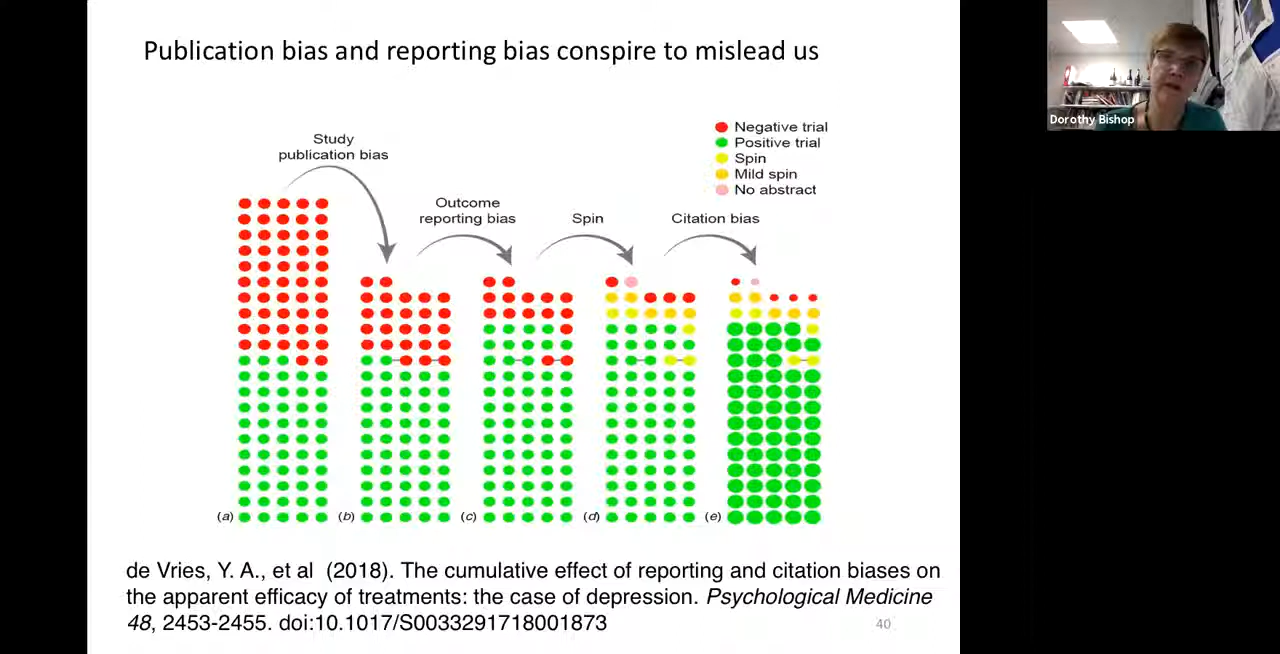 Publication bias and reporting bias conspire to mislead us
Dorothy Bishop
Negative trial
Positive trial
Spin
Mild spin
No abstract
Study
publication bias
Outcome
reporting bias
Spin
Citation bias
(a)
(b)
(c)
(d)
(e)
de Vries, Y. A., et al (2018). The cumulative effect of reporting and citation biases on
the apparent efficacy of treatments: the case of depression. Psychological Medicine
48, 2453-2455. doi:10.1017/S0033291718001873
40